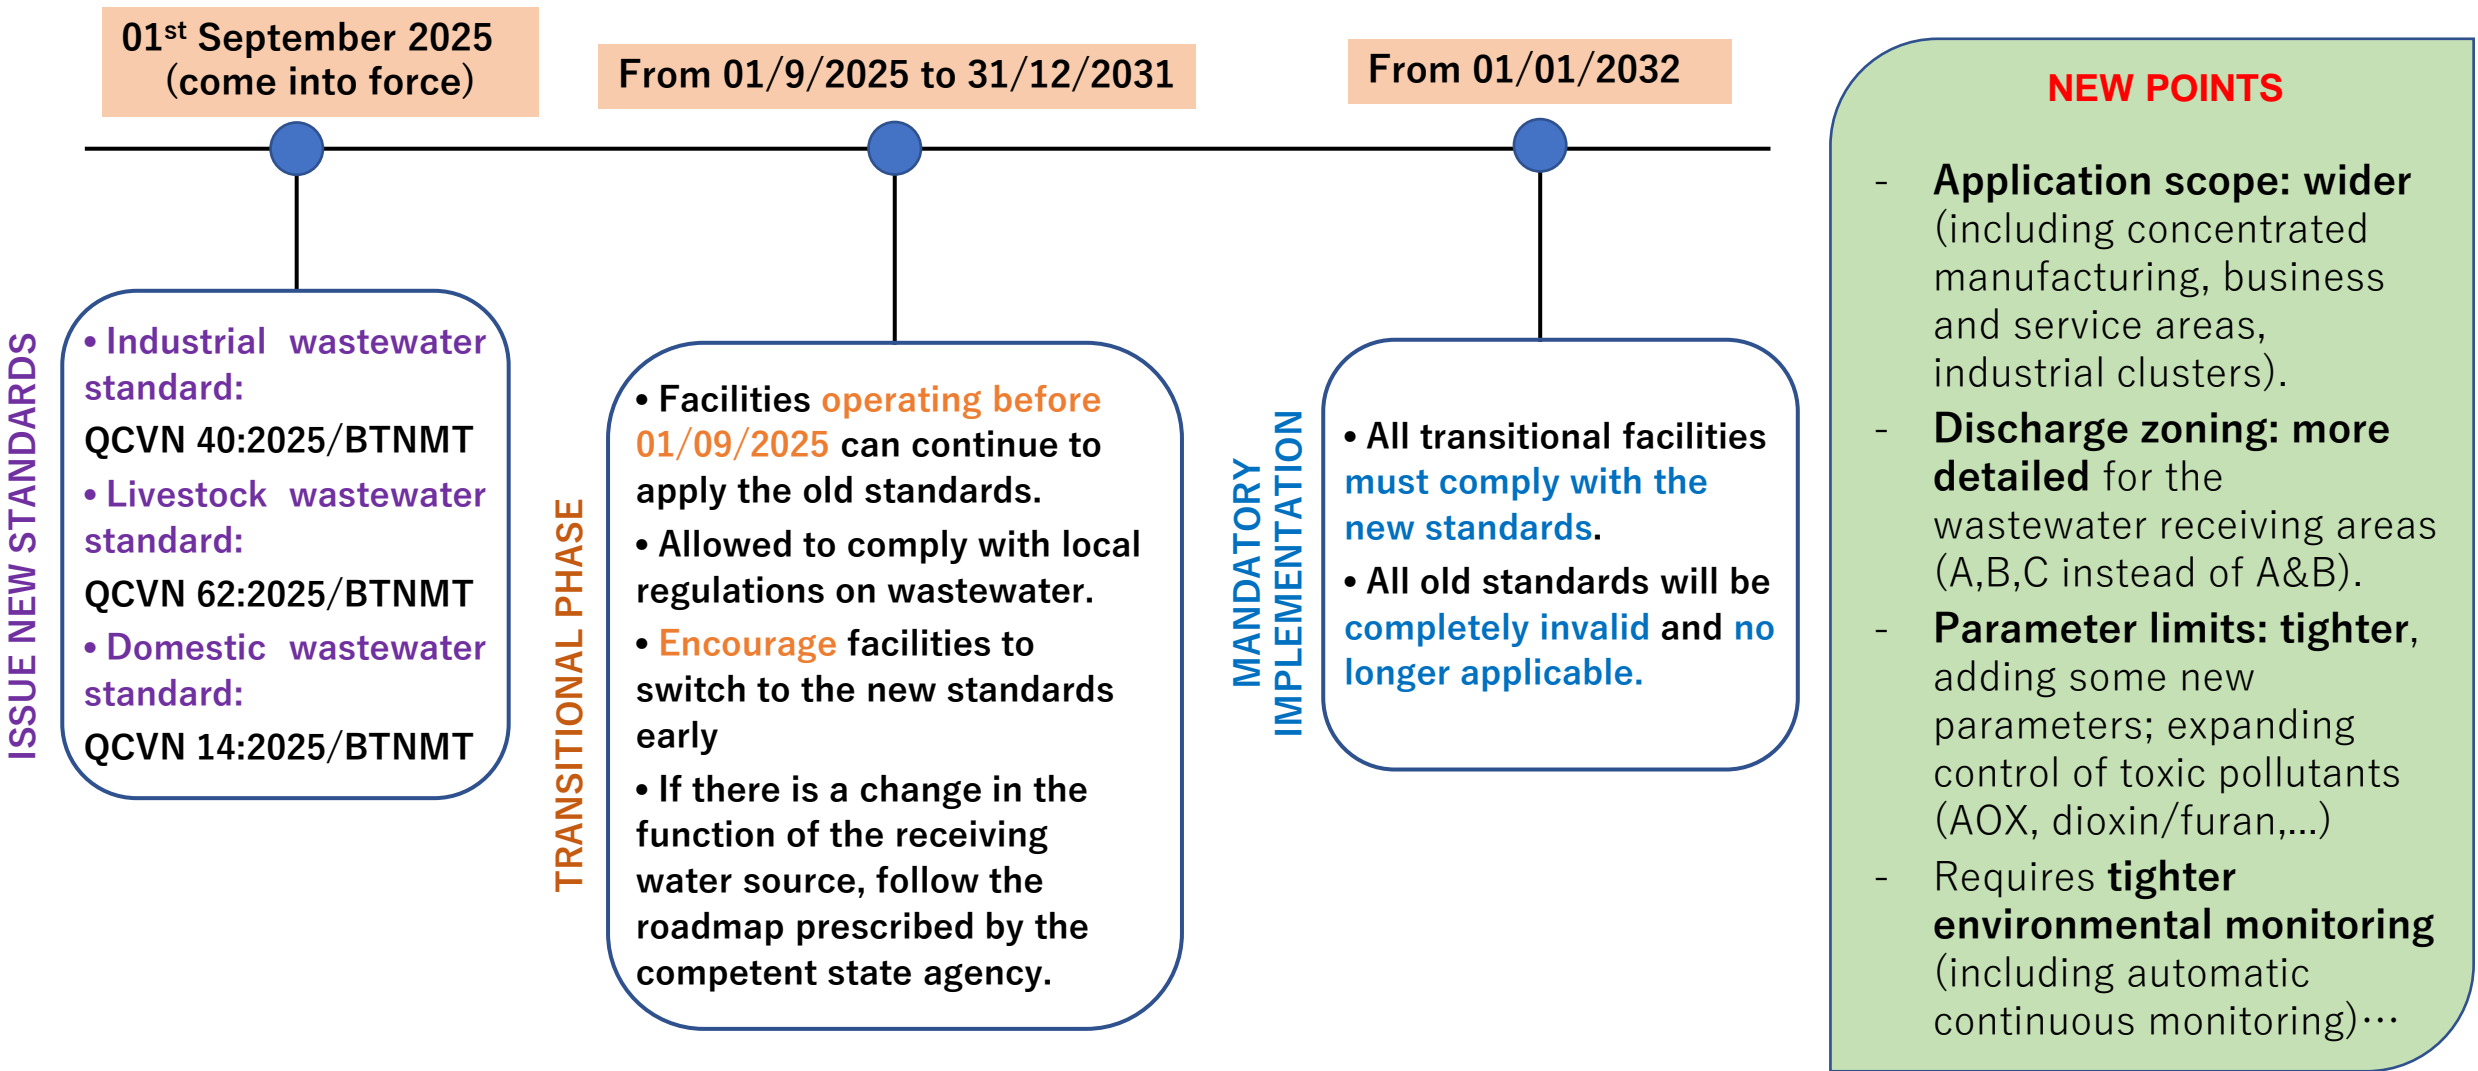 01st September 2025
(come into force)
ISSUE NEW STANDARDS
• Industrial wastewater
standard:
QCVN 40:2025/BTNMT
• Livestock wastewater
standard:
QCVN 62:2025/BTNMT
• Domestic wastewater
standard:
QCVN 14:2025/BTNMT
From 01/9/2025 to 31/12/2031
TRANSITIONAL PHASE
• Facilities operating before
01/09/2025 can continue to
apply the old standards.
• Allowed to comply with local
regulations on wastewater.
• Encourage facilities to
switch to the new standards
early
• If there is a change in the
function of the receiving
water source, follow the
roadmap prescribed by the
competent state agency.
From 01/01/2032
MANDATORY
IMPLEMENTATION
• All transitional facilities
must comply with the
new standards.
• All old standards will be
completely invalid and no
longer applicable.
NEW POINTS
- Application scope: wider
(including concentrated
manufacturing, business
and service areas,
industrial clusters).
- Discharge zoning: more
detailed for the
wastewater receiving areas
(A,B,C instead of A&B).
- Parameter limits: tighter,
adding some new
parameters; expanding
control of toxic pollutants
(AOX, dioxin/furan,...)
- Requires tighter
environmental monitoring
(including automatic
continuous monitoring)…